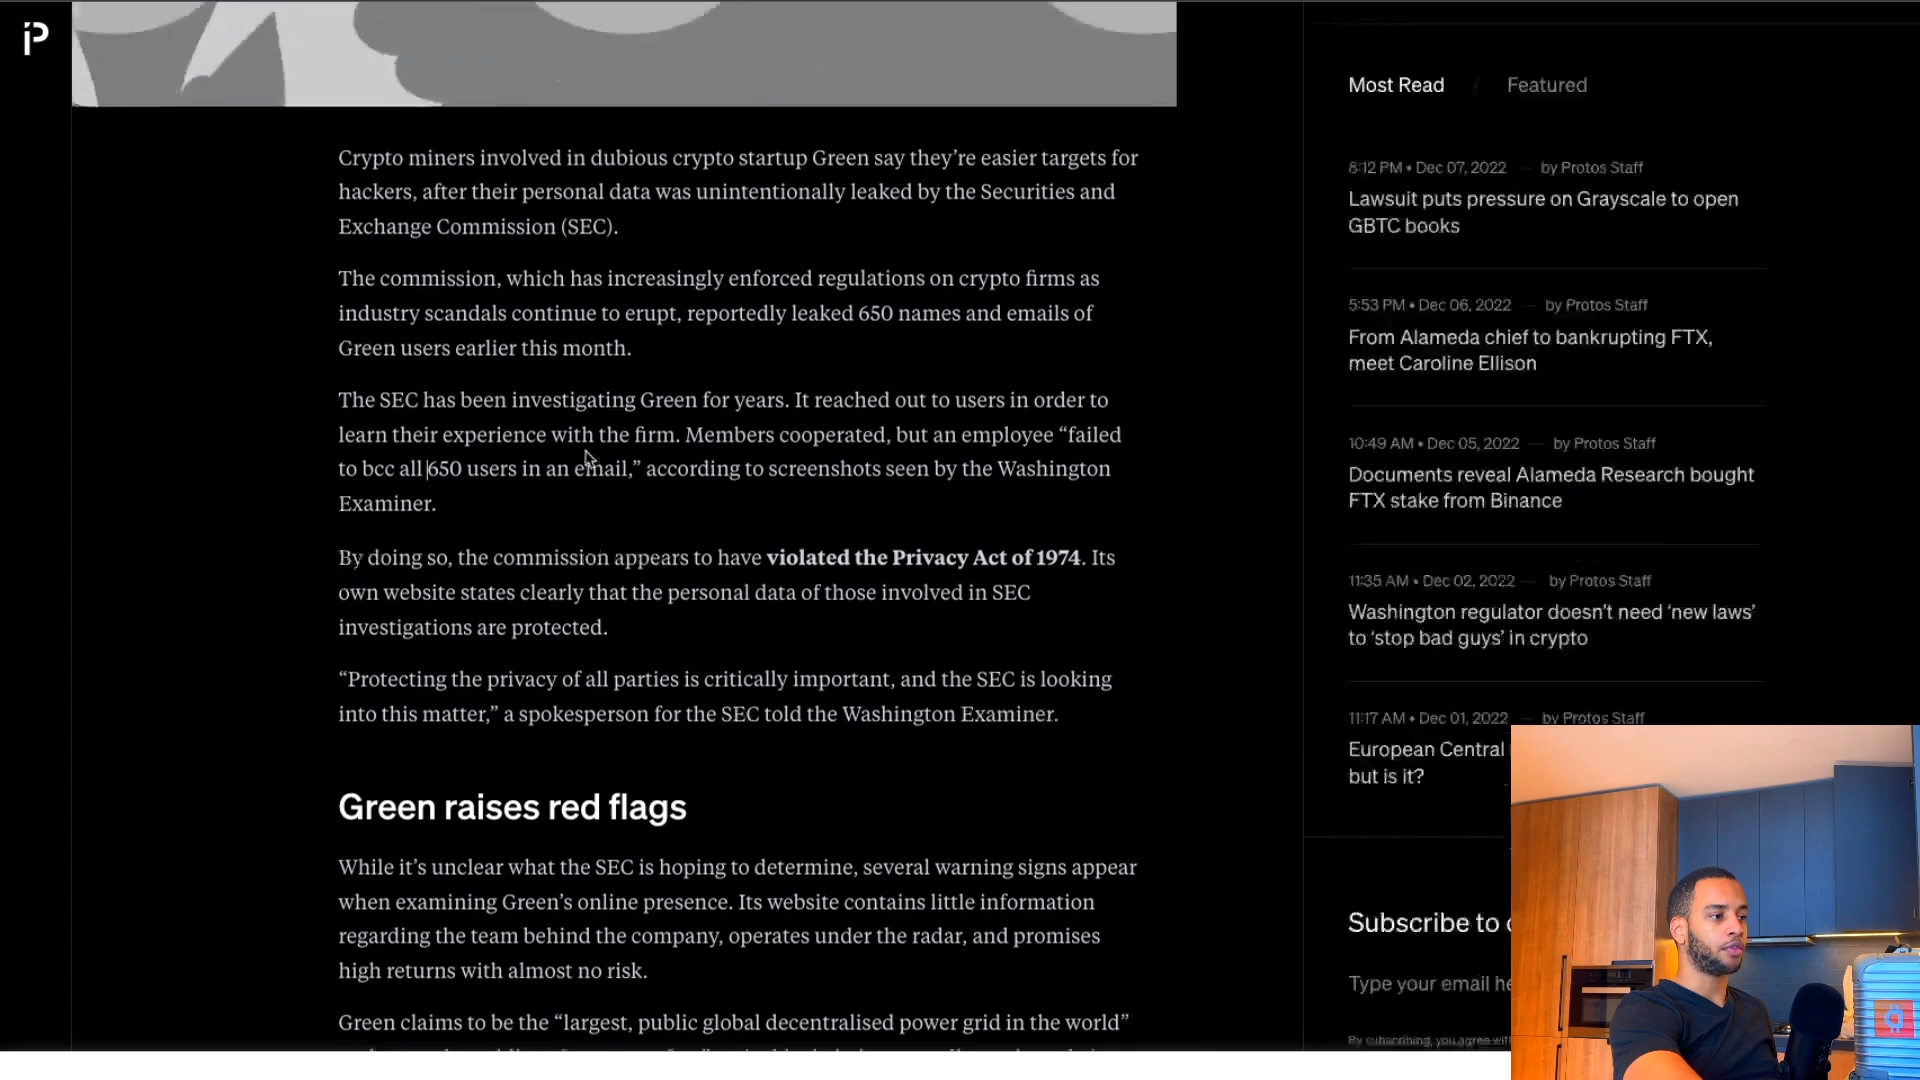 Crypto miners involved in dubious crypto startup Green say they’re easier targets for
hackers, after their personal data was unintentionally leaked by the Securities and
Exchange Commission (SEC).
The commission, which has increasingly enforced regulations on crypto firms as
industry scandals continue to erupt, reportedly leaked 650 names and emails of
Green users earlier this month.
The SEC has been investigating Green for years. It reached out to users in order to
learn their experience with the firm. Members cooperated, but an employee “failed
to bcc all 650 users in an email,” according to screenshots seen by the Washington
Examiner.
By doing so, the commission appears to have violated the Privacy Act of 1974. Its
own website states clearly that the personal data of those involved in SEC
investigations are protected.
“Protecting the privacy of all parties is critically important, and the SEC is looking
into this matter,” a spokesperson for the SEC told the Washington Examiner.
Green raises red flags
While it’s unclear what the SEC is hoping to determine, several warning signs appear
when examining Green’s online presence. Its website contains little information
regarding the team behind the company, operates under the radar, and promises
high returns with almost no risk.
Green claims to be the “largest, public global decentralised power grid in the world”
Most Read / Featured
8:12 PM • Dec 07, 2022 — by Protos Staff
Lawsuit puts pressure on Grayscale to open
GBTC books
5:53 PM • Dec 06, 2022 — by Protos Staff
From Alameda chief to bankrupting FTX,
meet Caroline Ellison
10:49 AM • Dec 05, 2022 — by Protos Staff
Documents reveal Alameda Research bought
FTX stake from Binance
11:35 AM • Dec 02, 2022 — by Protos Staff
Washington regulator doesn’t need ‘new laws’
to ‘stop bad guys’ in crypto
11:17 AM • Dec 01, 2022 — by Protos Staff
European Central
but is it?
Subscribe to
Type your email
By subscribing, you agree